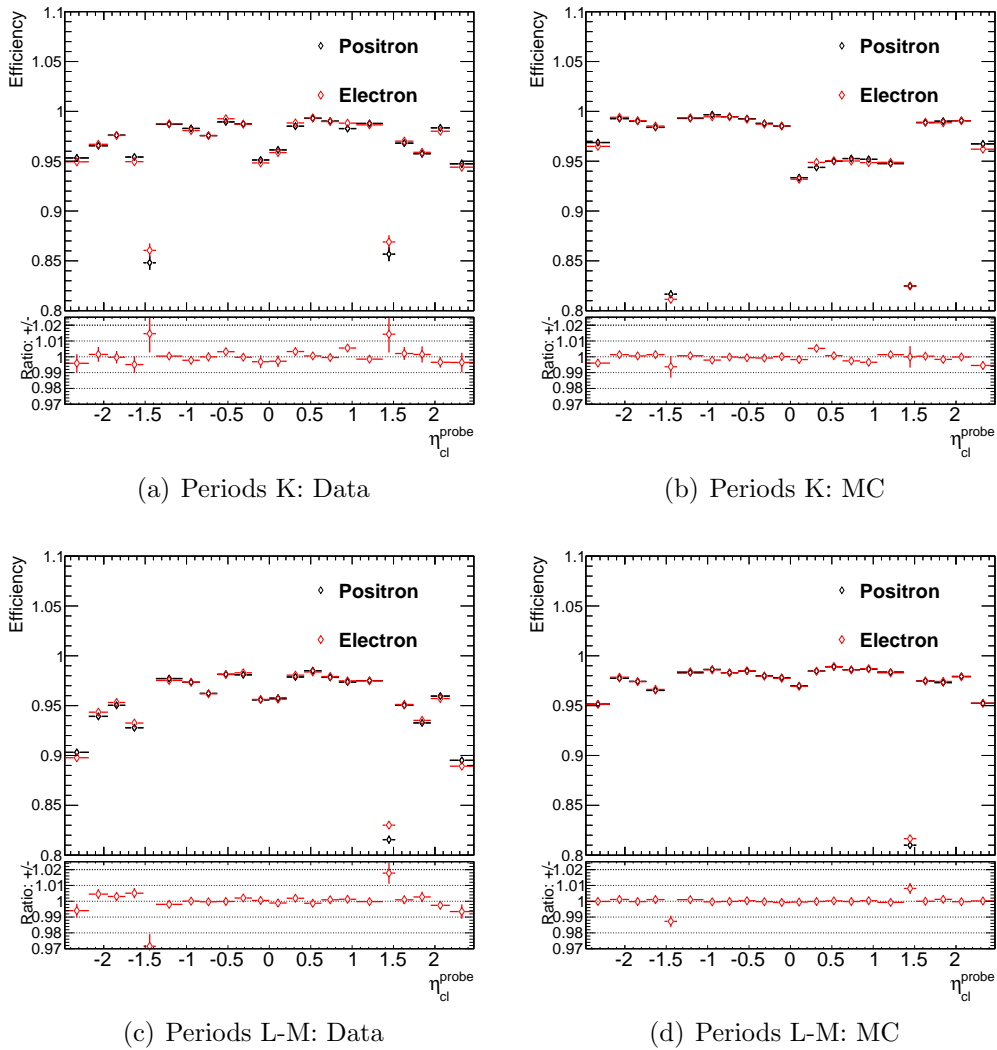 Efficiency
1.1
1.05
1
0.95
0.9
0.85
0.8
Positron
Electron
Ratio: +/-
1.02
1.01
1
0.99
0.98
0.97
-2 -1.5 -1 -0.5 0 0.5 1 1.5 2
η cl probe
(a) Periods K: Data
Efficiency
1.1
1.05
1
0.95
0.9
0.85
0.8
Positron
Electron
Ratio: +/-
1.02
1.01
1
0.99
0.98
0.97
-2 -1.5 -1 -0.5 0 0.5 1 1.5 2
η cl probe
(b) Periods K: MC
Efficiency
1.1
1.05
1
0.95
0.9
0.85
0.8
Positron
Electron
Ratio: +/-
1.02
1.01
1
0.99
0.98
0.97
-2 -1.5 -1 -0.5 0 0.5 1 1.5 2
η cl probe
(c) Periods L-M: Data
Efficiency
1.1
1.05
1
0.95
0.9
0.85
0.8
Positron
Electron
Ratio: +/-
1.02
1.01
1
0.99
0.98
0.97
-2 -1.5 -1 -0.5 0 0.5 1 1.5 2
η cl probe
(d) Periods L-M: MC